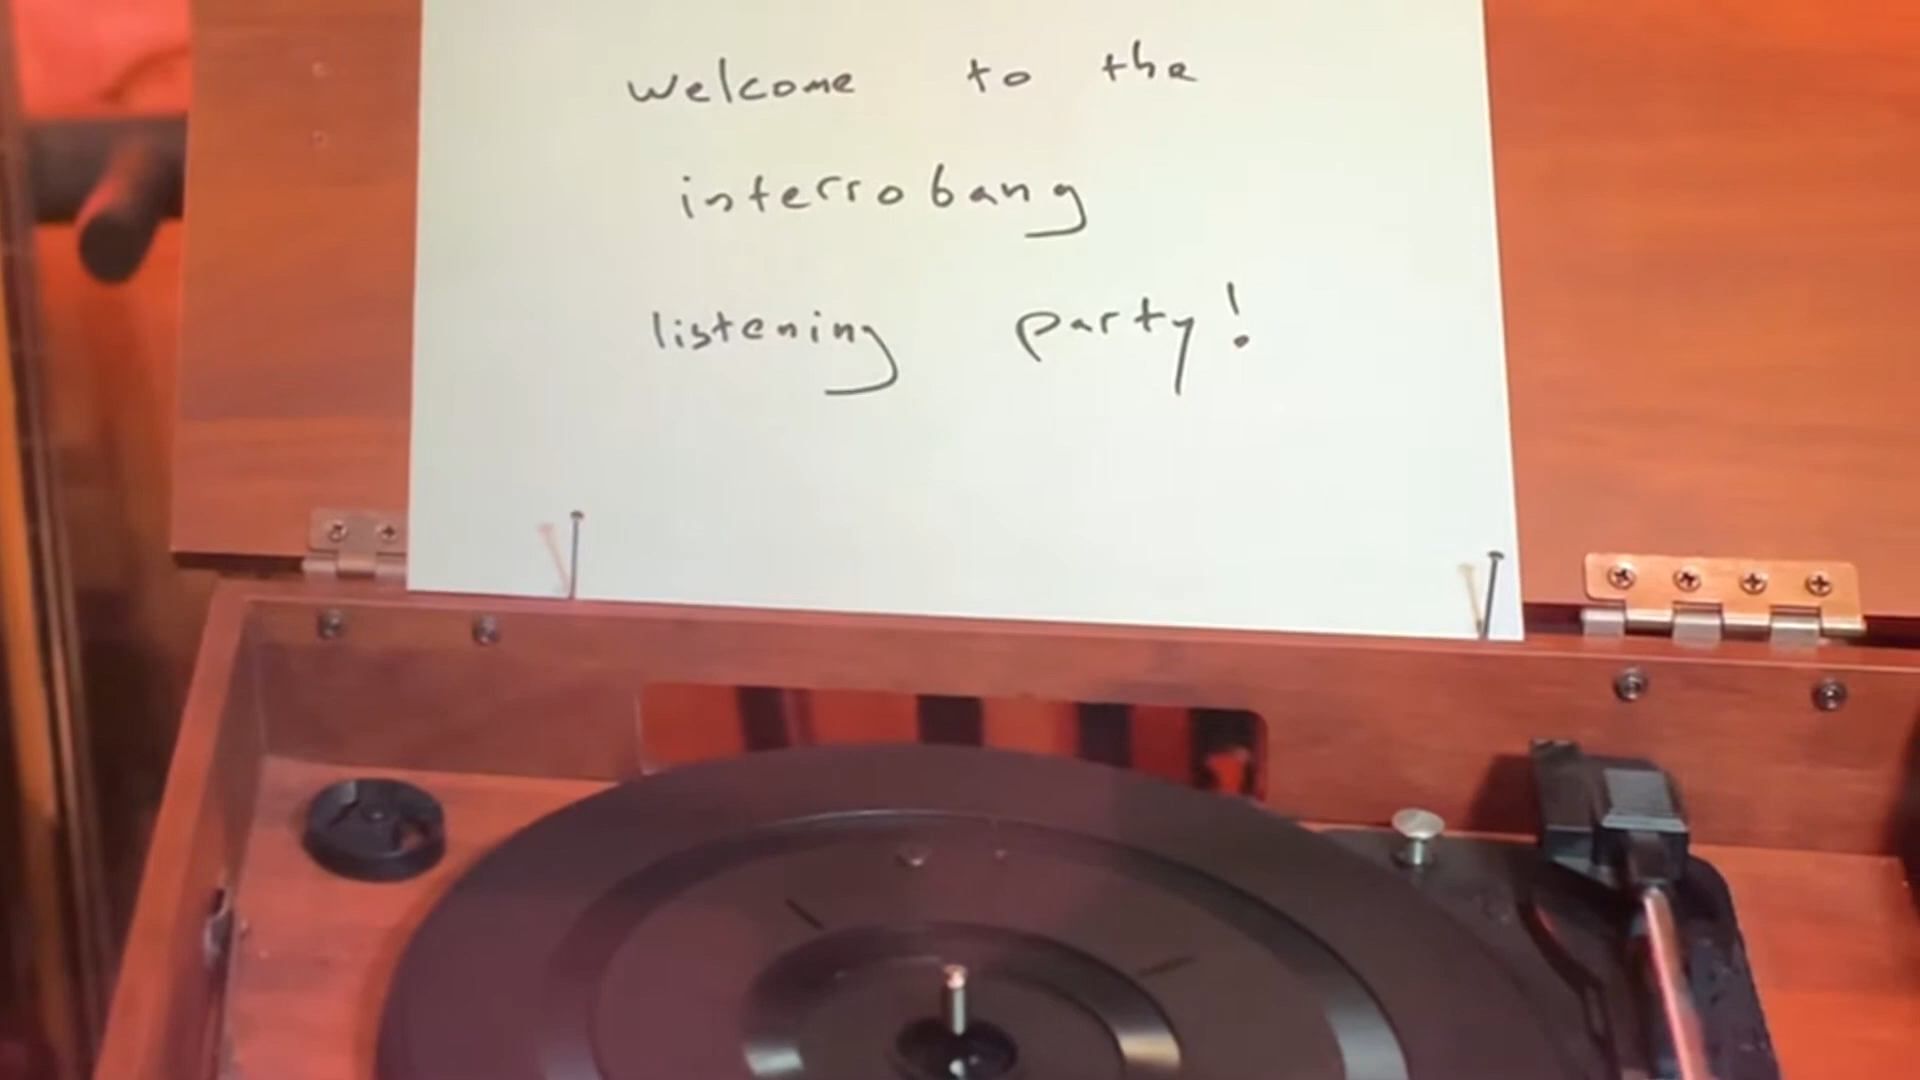 welcome to the
interrobang
listening party!